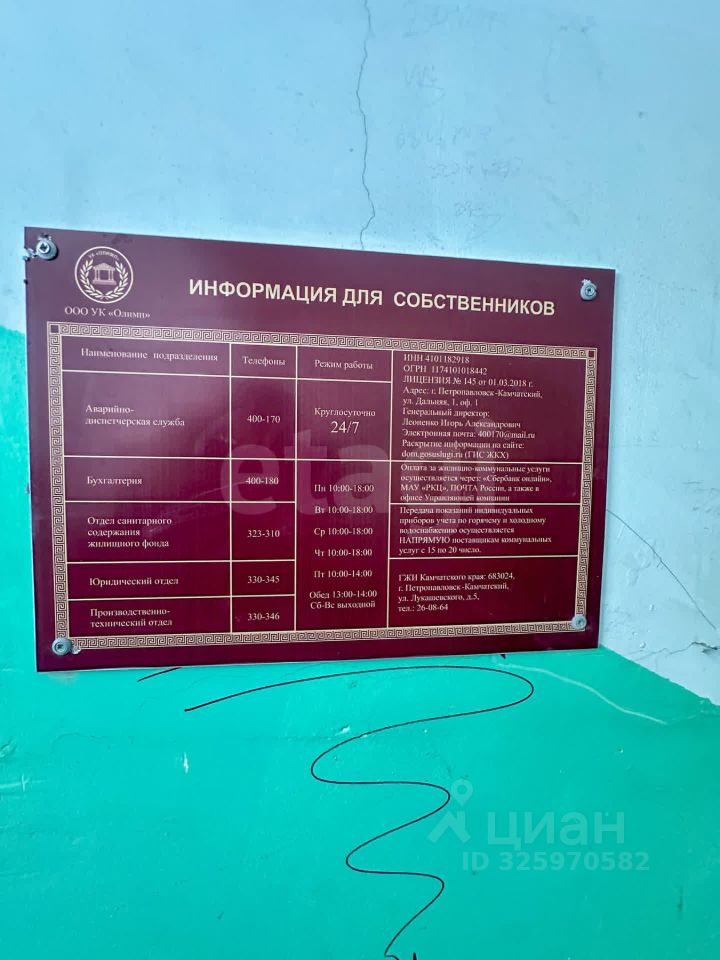 УК «ОЛИМП»
ООО УК «Олимп»
ИНФОРМАЦИЯ ДЛЯ СОБСТВЕННИКОВ
Наименование подразделения
Телефоны
Режим работы
Аварийно-
диспетчерская служба
400-170
Круглосуточно
24/7
Бухгалтерия
400-180
Отдел санитарного
содержания
жилищного фонда
323-310
Юридический отдел
330-345
Производственно-
технический отдел
330-346
Пн 10:00-18:00
Вт 10:00-18:00
Ср 10:00-18:00
Чт 10:00-18:00
Пт 10:00-14:00
Обед 13:00-14:00
Сб-Вс выходной
ИНН 4101182918
ОГРН 1174101018442
ЛИЦЕНЗИЯ № 145 от 01.03.2018 г.
Адрес: г. Петропавловск-Камчатский,
ул. Дальняя, 1, оф. 1
Генеральный директор:
Леоненко Игорь Александрович
Электронная почта: 400170@mail.ru
Раскрытие информации на сайте:
dom.gosuslugi.ru (ГИС ЖКХ)
Оплата за жилищно-коммунальные услуги
осуществляется через: «Сбербанк онлайн»,
МАУ «РКЦ», ПОЧТА России, а также в
офисе Управляющей компании
Передача показаний индивидуальных
приборов учета по горячему и холодному
водоснабжению осуществляется
НАПРЯМУЮ поставщикам коммунальных
услуг с 15 по 20 число.
ГЖИ Камчатского края: 683024,
г. Петропавловск-Камчатский,
ул. Лукашевского, д.5,
тел.: 26-08-64
циан
ID 325970582